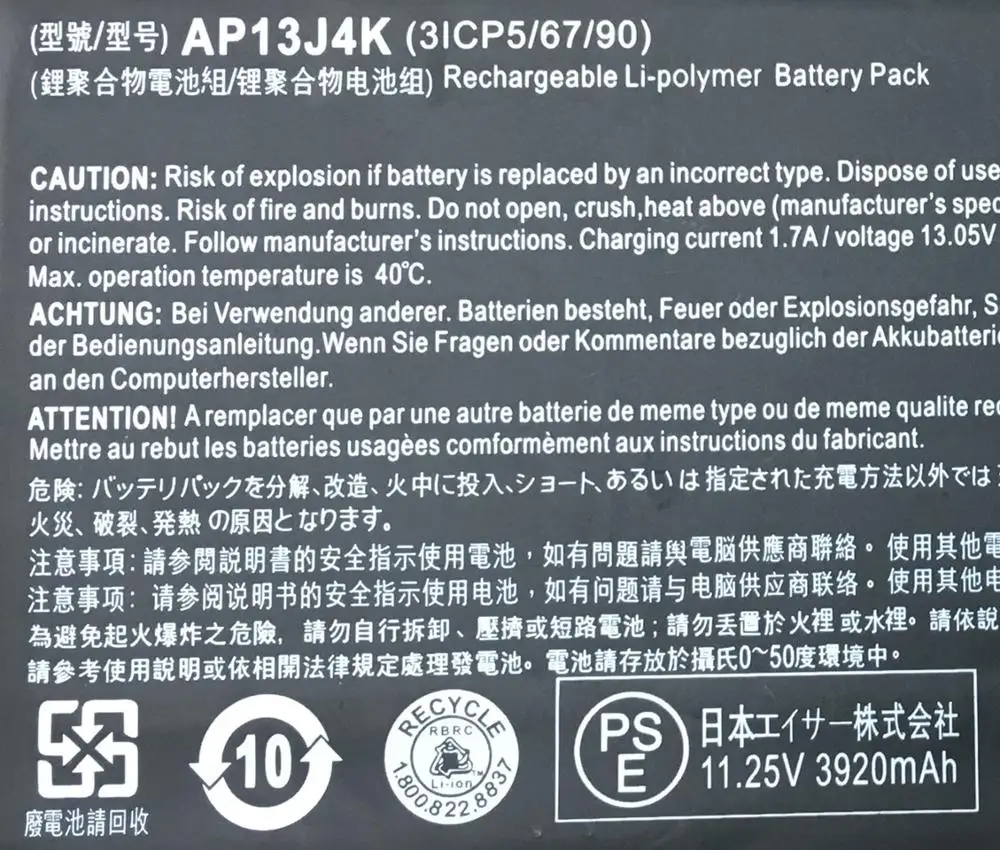 (型號/型号) AP13J4K (3ICP5/67/90)
(鋰聚合物電池組/锂聚合物电池组) Rechargeable Li-polymer Battery Pack
CAUTION: Risk of explosion if battery is replaced by an incorrect type. Dispose of use
instructions. Risk of fire and burns. Do not open, crush,heat above (manufacturer's spec
or incinerate. Follow manufacturer's instructions. Charging current 1.7A / voltage 13.05V
Max. operation temperature is 40℃.
ACHTUNG: Bei Verwendung anderer. Batterien besteht, Feuer oder Explosionsgefahr, S
der Bedienungsanleitung.Wenn Sie Fragen oder Kommentare bezuglich der Akkubatteri
an den Computerhersteller.
ATTENTION! A remplacer que par une autre batterie de meme type ou de meme qualite rec
Mettre au rebut les batteries usagèes comformèment aux instructions du fabricant.
危険: バッテリパックを分解、改造、火中に投入、ショート、あるいは指定された充電方法以外では
火災、破裂、発熱の原因となります。
注意事項: 請參閱説明書的安全指示使用電池，如有問題請與電腦供應商聯絡。使用其他電
注意事项: 请参阅说明书的安全指示使用电池，如有问题请与电脑供应商联络。使用其他电
為避免起火爆炸之危險, 請勿自行拆卸、壓擠或短路電池；請勿丟置於火裡或水裡。請依說
請參考使用説明或依相關法律規定處理發電池。電池請存放於攝氏0~50度環境中。
廢電池請回收
10
RECYCLE
RBRC
Li-ion
TM
1.800.822.8837
PS
E
日本エイサー株式会社
11.25V 3920mAh